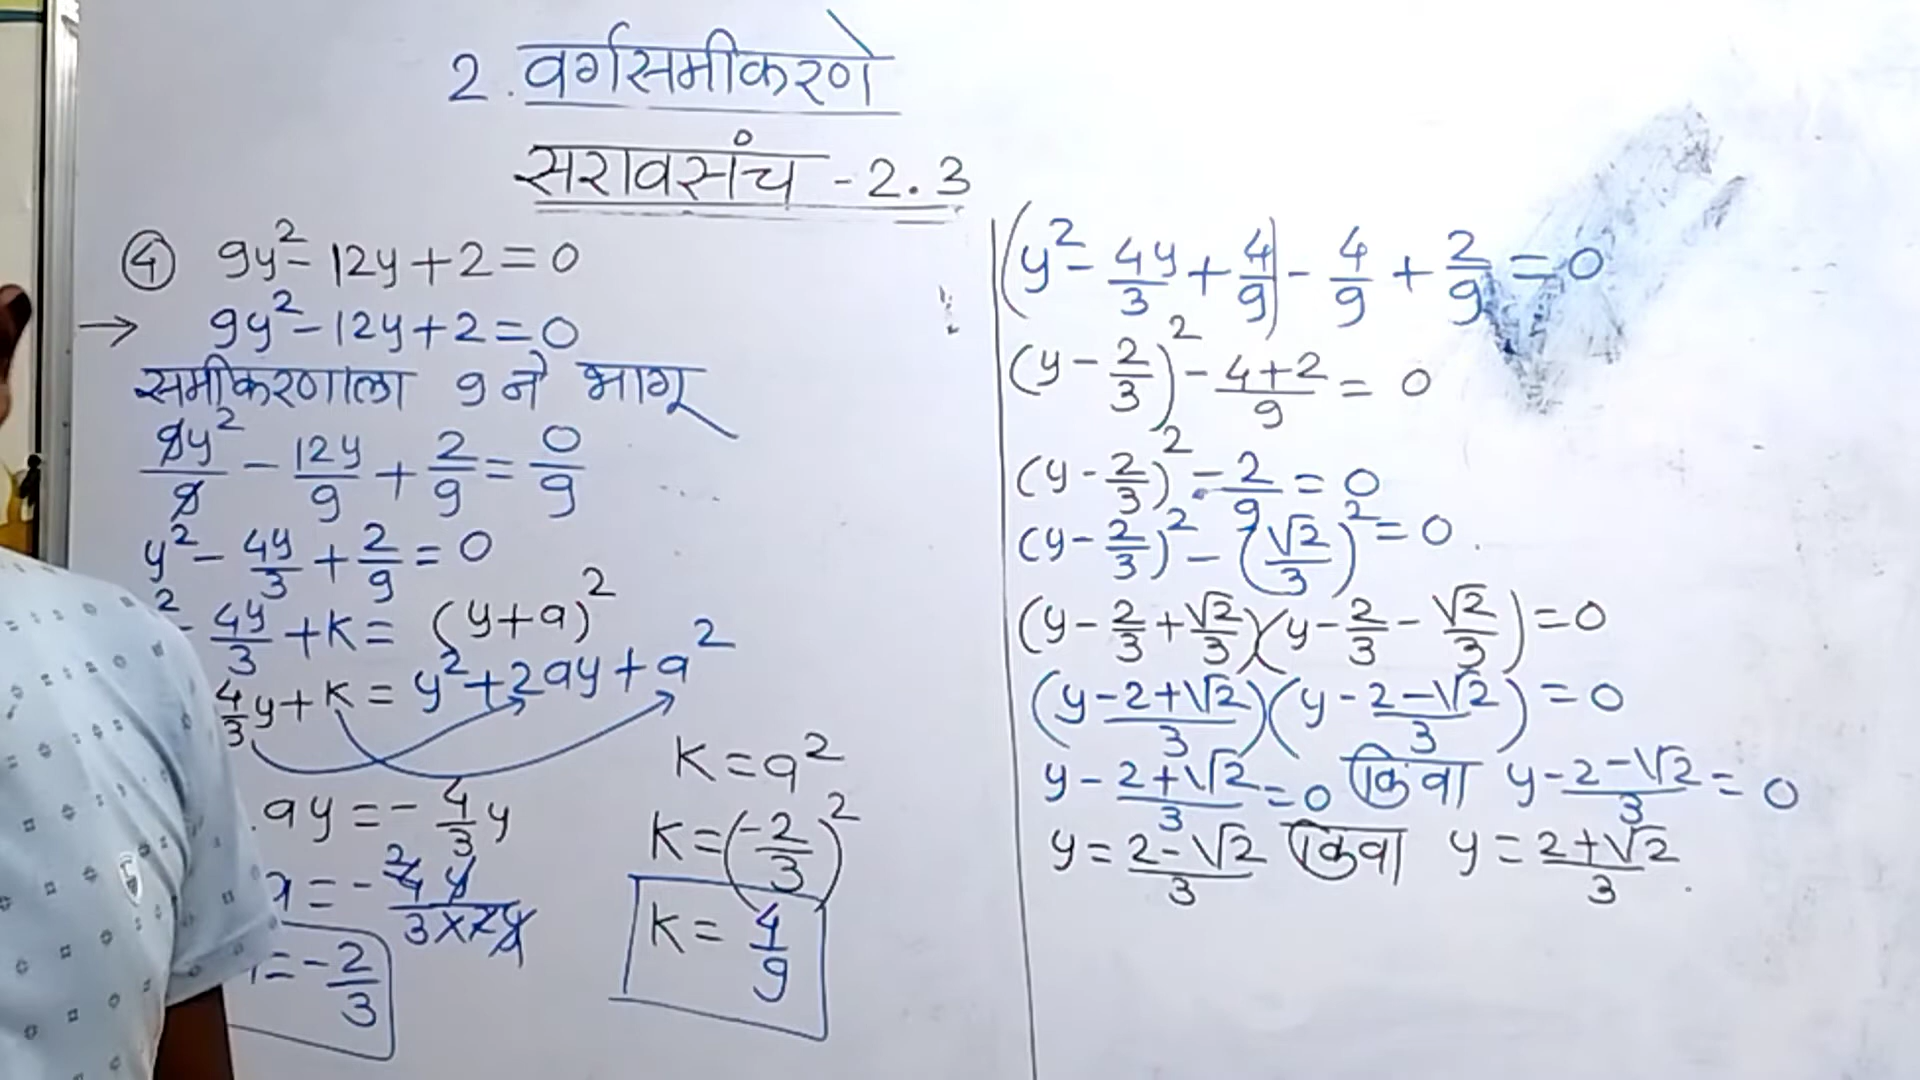 2. वर्गसमीकरणे
सरावसंच - 2.3
④ 9y² - 12y + 2 = 0
→ 9y² - 12y + 2 = 0
समीकरणाला 9 ने भागू
9y²/9 - 12y/9 + 2/9 = 0/9
y² - 4y/3 + 2/9 = 0
² - 4y/3 + K = (y + a)²
4/3 y + K = y² + 2ay + a²
ay = - 4/3 y
a = - 2 4y/3×2y
= - 2/3
K = a²
K = (-2/3)²
K = 4/9
(y² - 4y/3 + 4/9) - 4/9 + 2/9 = 0
(y - 2/3)² - 4+2/9 = 0
(y - 2/3)² - 2/9 = 0
(y - 2/3)² - (√2/3)² = 0
(y - 2/3 + √2/3)(y - 2/3 - √2/3) = 0
(y - 2+√2/3)(y - 2-√2/3) = 0
y - 2+√2/3 = 0 किंवा y - 2-√2/3 = 0
y = 2-√2/3 किंवा y = 2+√2/3